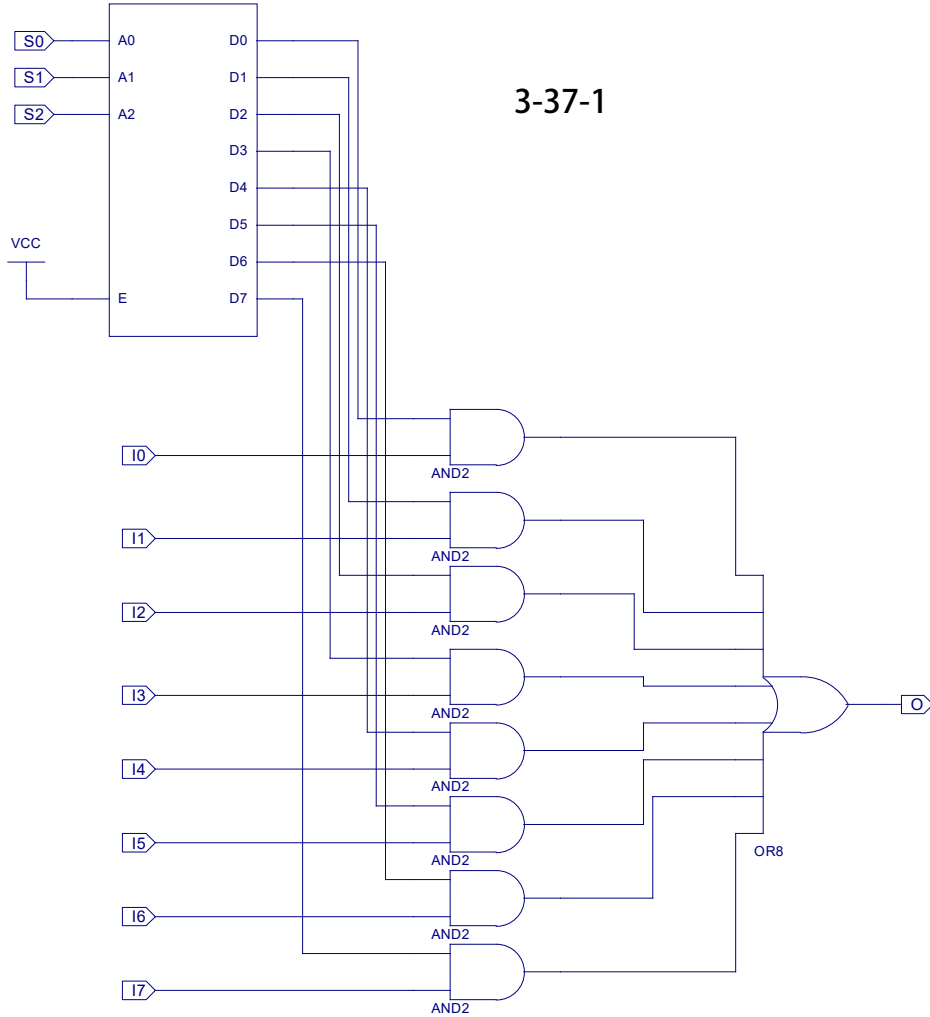 S0 A0 D0
S1 A1 D1
3-37-1
S2 A2 D2
D3
D4
D5
VCC
D6
E D7
I0
AND2
I1
AND2
I2
AND2
I3
AND2
O
I4
AND2
I5
OR8
AND2
I6
AND2
I7
AND2